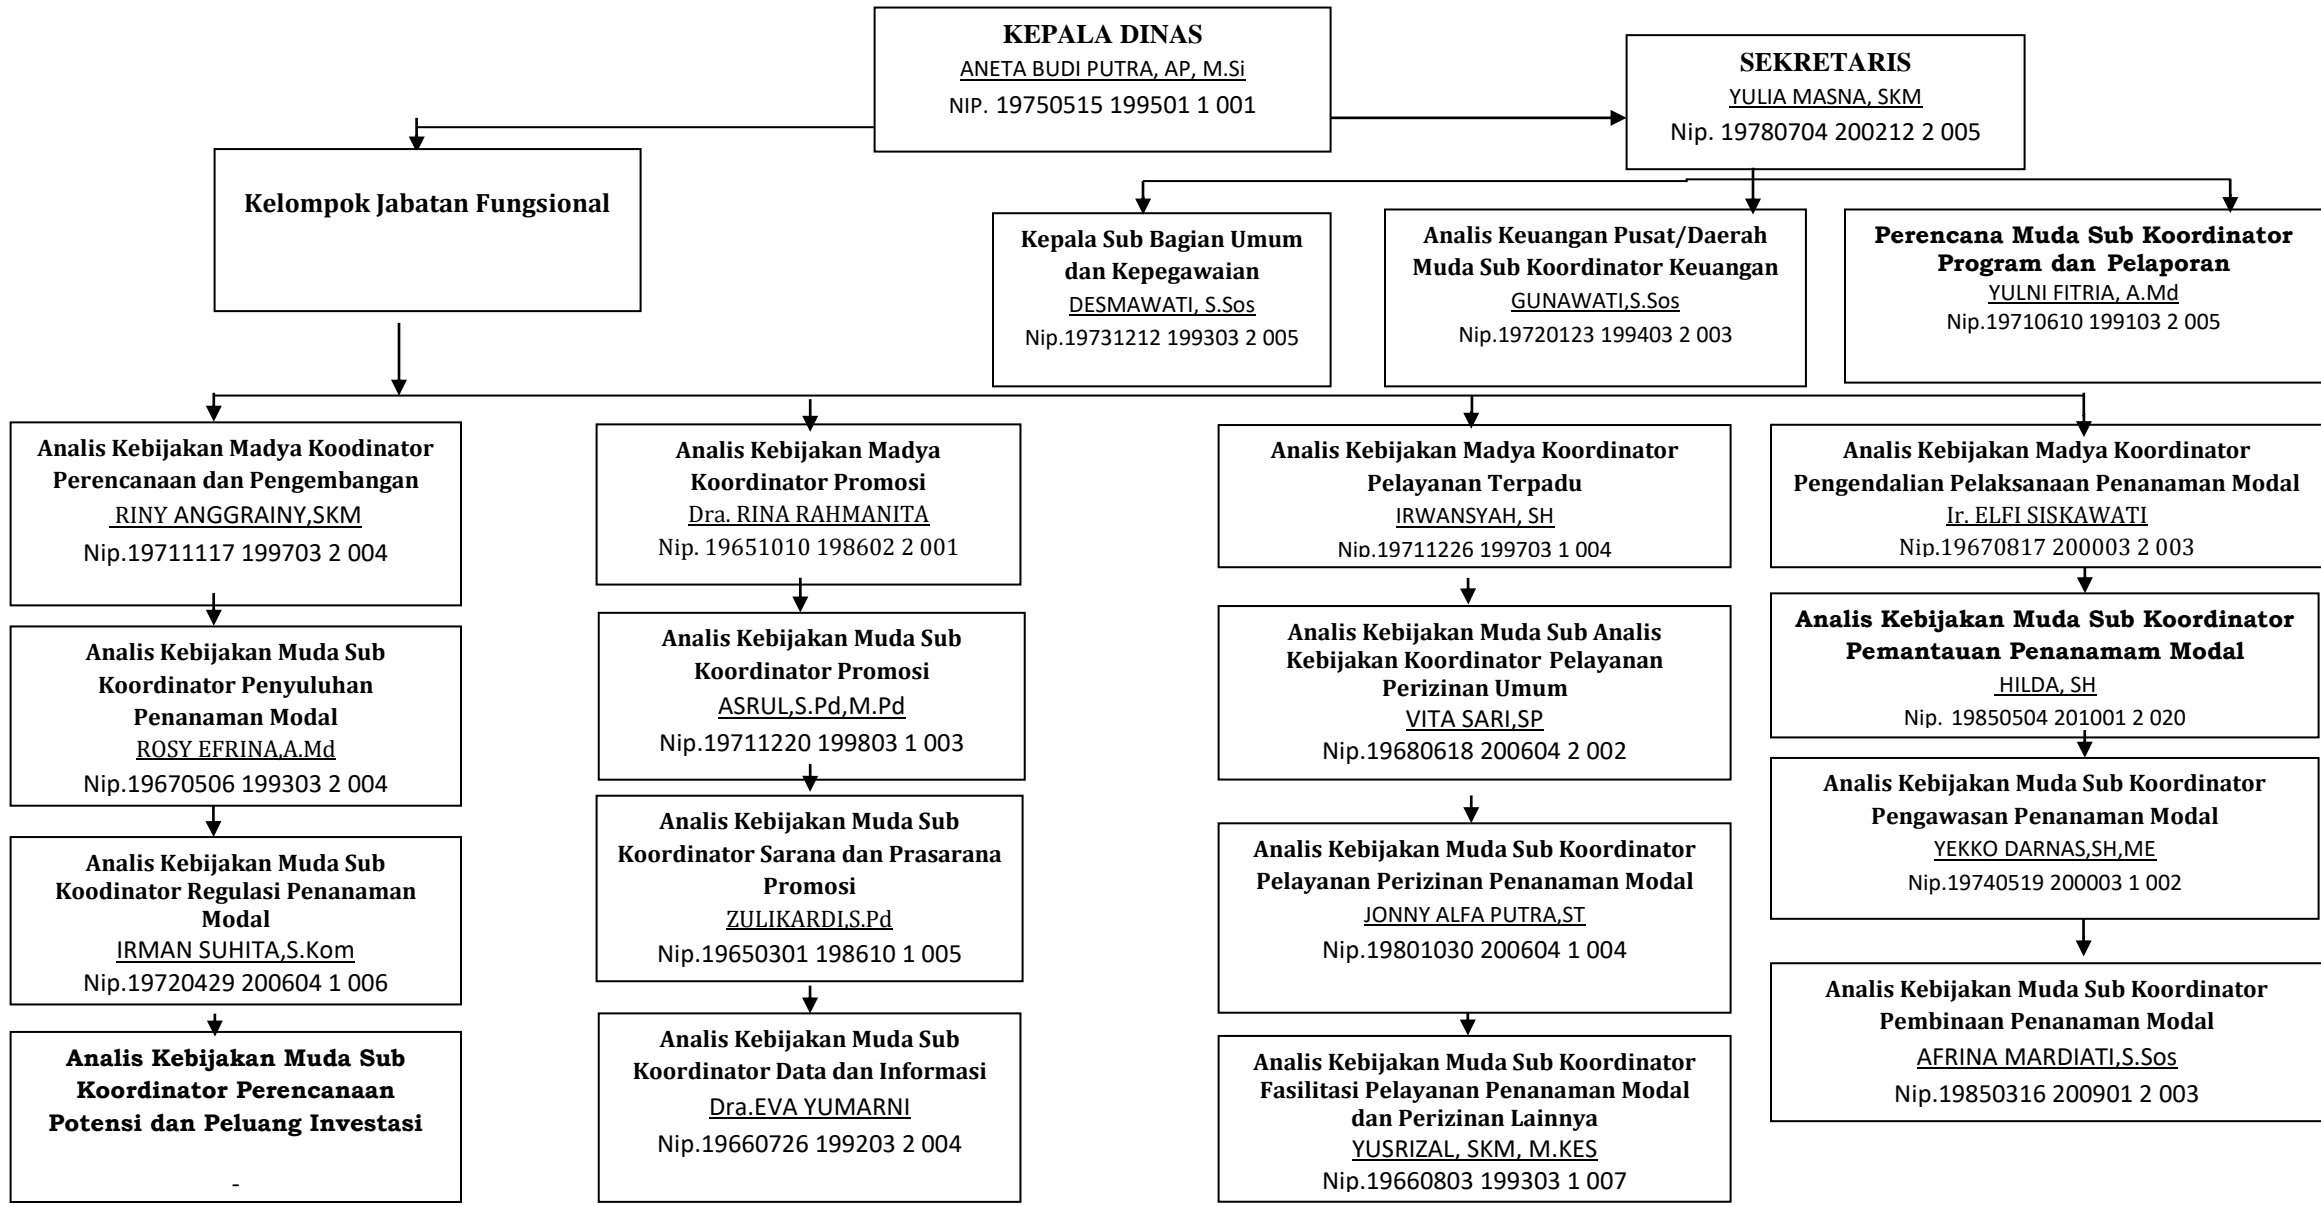 KEPALA DINAS
ANETA BUDI PUTRA, AP, M.Si
NIP. 19750515 199501 1 001
SEKRETARIS
YULIA MASNA, SKM
Nip. 19780704 200212 2 005
Kelompok Jabatan Fungsional
Kepala Sub Bagian Umum
dan Kepegawaian
DESMAWATI, S.Sos
Nip.19731212 199303 2 005
Analis Keuangan Pusat/Daerah
Muda Sub Koordinator Keuangan
GUNAWATI,S.Sos
Nip.19720123 199403 2 003
Perencana Muda Sub Koordinator
Program dan Pelaporan
YULNI FITRIA, A.Md
Nip.19710610 199103 2 005
Analis Kebijakan Madya Koodinator
Perencanaan dan Pengembangan
RINY ANGGRAINY,SKM
Nip.19711117 199703 2 004
Analis Kebijakan Muda Sub
Koordinator Penyuluhan
Penanaman Modal
ROSY EFRINA,A.Md
Nip.19670506 199303 2 004
Analis Kebijakan Muda Sub
Koodinator Regulasi Penanaman
Modal
IRMAN SUHITA,S.Kom
Nip.19720429 200604 1 006
Analis Kebijakan Muda Sub
Koordinator Perencanaan
Potensi dan Peluang Investasi
-
Analis Kebijakan Madya
Koordinator Promosi
Dra. RINA RAHMANITA
Nip. 19651010 198602 2 001
Analis Kebijakan Muda Sub
Koordinator Promosi
ASRUL,S.Pd,M.Pd
Nip.19711220 199803 1 003
Analis Kebijakan Muda Sub
Koordinator Sarana dan Prasarana
Promosi
ZULIKARDI,S.Pd
Nip.19650301 198610 1 005
Analis Kebijakan Muda Sub
Koordinator Data dan Informasi
Dra.EVA YUMARNI
Nip.19660726 199203 2 004
Analis Kebijakan Madya Koordinator
Pelayanan Terpadu
IRWANSYAH, SH
Nip.19711226 199703 1 004
Analis Kebijakan Muda Sub Analis
Kebijakan Koordinator Pelayanan
Perizinan Umum
VITA SARI,SP
Nip.19680618 200604 2 002
Analis Kebijakan Muda Sub Koordinator
Pelayanan Perizinan Penanaman Modal
JONNY ALFA PUTRA,ST
Nip.19801030 200604 1 004
Analis Kebijakan Muda Sub Koordinator
Fasilitasi Pelayanan Penanaman Modal
dan Perizinan Lainnya
YUSRIZAL, SKM, M.KES
Nip.19660803 199303 1 007
Analis Kebijakan Madya Koordinator
Pengendalian Pelaksanaan Penanaman Modal
Ir. ELFI SISKAWATI
Nip.19670817 200003 2 003
Analis Kebijakan Muda Sub Koordinator
Pemantauan Penanamam Modal
HILDA, SH
Nip. 19850504 201001 2 020
Analis Kebijakan Muda Sub Koordinator
Pengawasan Penanaman Modal
YEKKO DARNAS,SH,ME
Nip.19740519 200003 1 002
Analis Kebijakan Muda Sub Koordinator
Pembinaan Penanaman Modal
AFRINA MARDIATI,S.Sos
Nip.19850316 200901 2 003